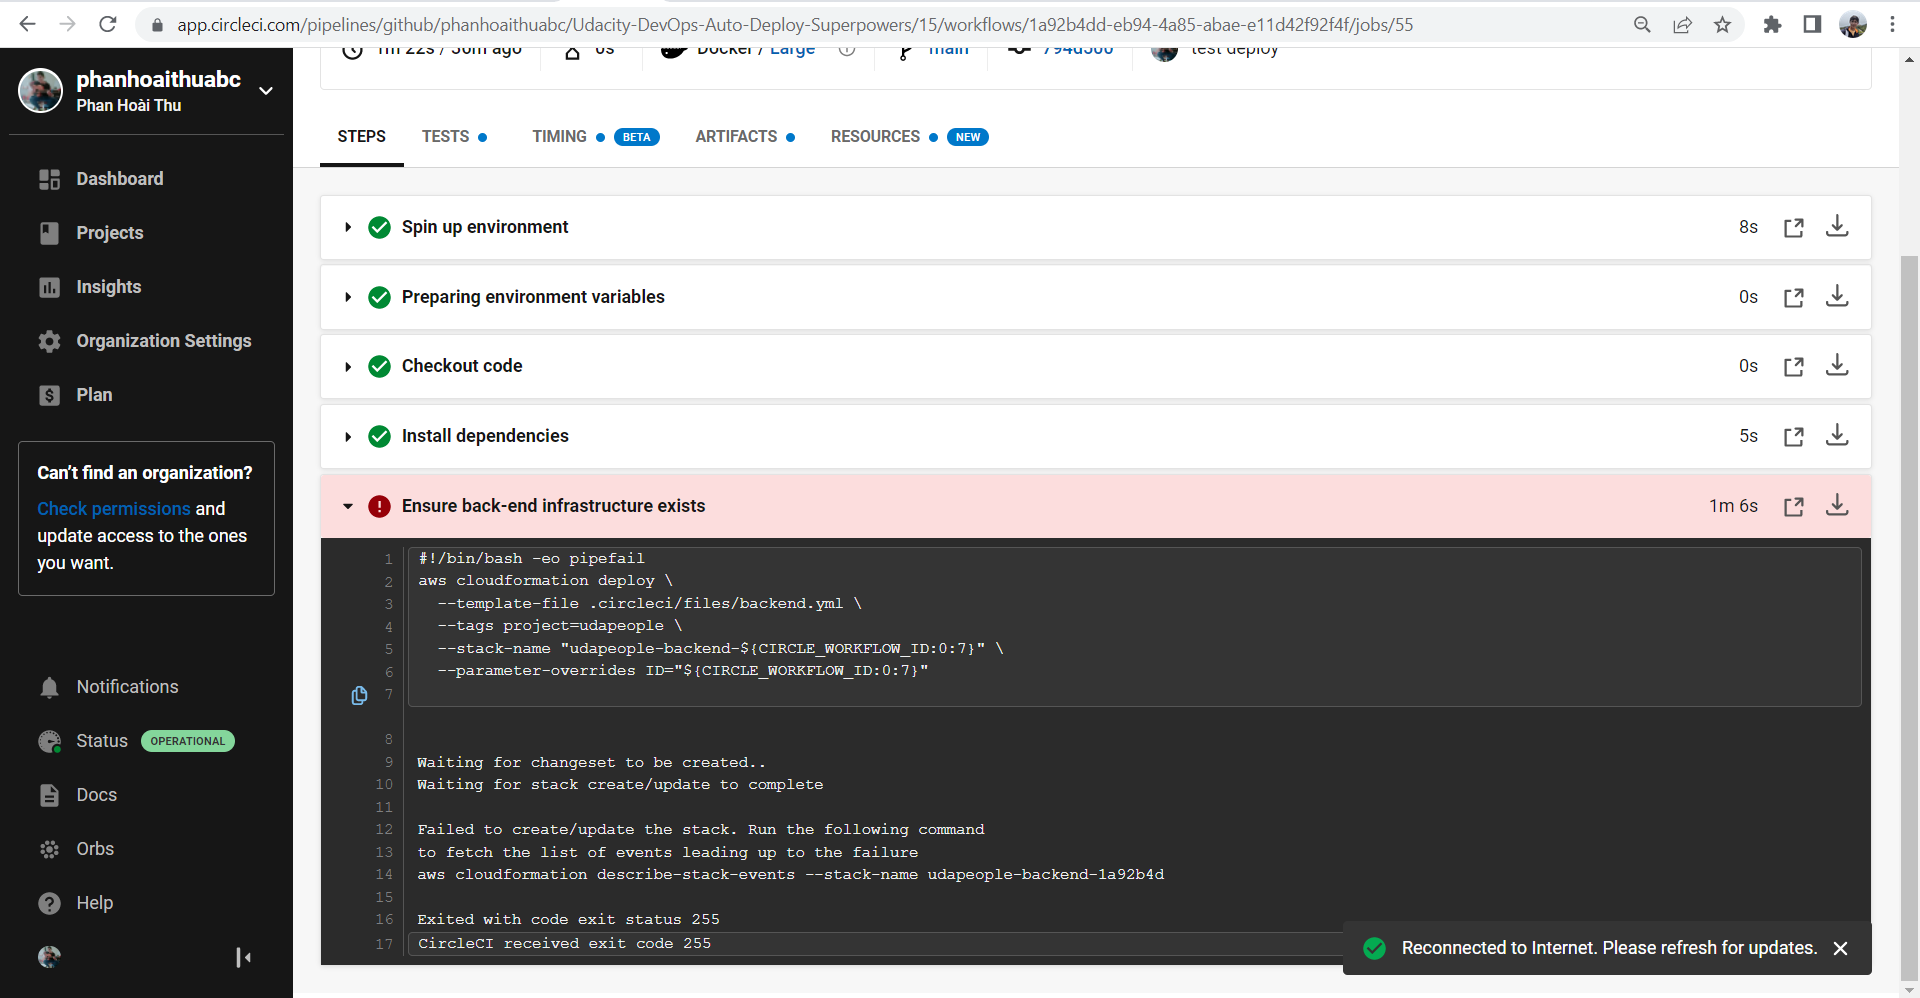 app.circleci.com/pipelines/github/phanhoaithuabc/Udacity-DevOps-Auto-Deploy-Superpowers/15/workflows/1a92b4dd-eb94-4a85-abae-e11d42f92f4f/jobs/55
phanhoaithuabc
Phan Hoài Thu
Dashboard
Projects
Insights
Organization Settings
Plan
Can't find an organization?
Check permissions and
update access to the ones
you want.
Notifications
Status OPERATIONAL
Docs
Orbs
Help
1m 22s / 30m ago 0s Docker / Large main 794d500 test deploy
STEPS TESTS TIMING BETA ARTIFACTS RESOURCES NEW
Spin up environment 8s
Preparing environment variables 0s
Checkout code 0s
Install dependencies 5s
Ensure back-end infrastructure exists 1m 6s
1 #!/bin/bash -eo pipefail
2 aws cloudformation deploy \
3 --template-file .circleci/files/backend.yml \
4 --tags project=udapeople \
5 --stack-name "udapeople-backend-${CIRCLE_WORKFLOW_ID:0:7}" \
6 --parameter-overrides ID="${CIRCLE_WORKFLOW_ID:0:7}"
7
8
9 Waiting for changeset to be created..
10 Waiting for stack create/update to complete
11
12 Failed to create/update the stack. Run the following command
13 to fetch the list of events leading up to the failure
14 aws cloudformation describe-stack-events --stack-name udapeople-backend-1a92b4d
15
16 Exited with code exit status 255
17 CircleCI received exit code 255
Reconnected to Internet. Please refresh for updates.